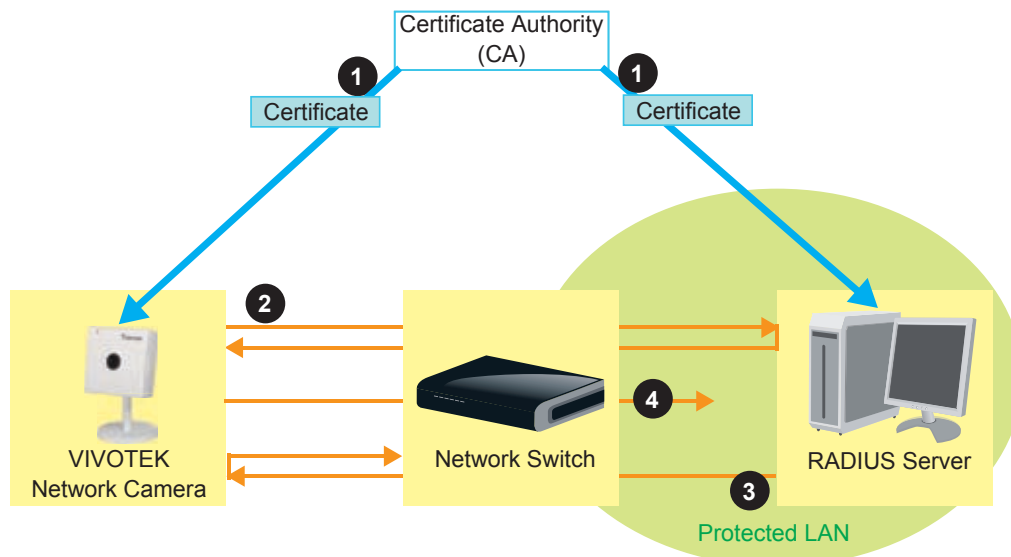 Certificate Authority
(CA)
1
1
Certificate
Certificate
2
4
VIVOTEK
Network Camera
Network Switch
RADIUS Server
3
Protected LAN